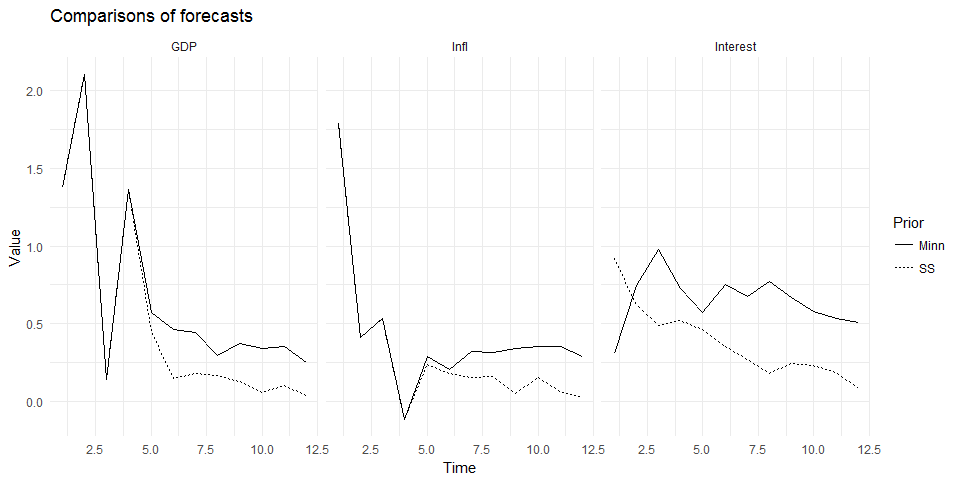 Comparisons of forecasts
GDP Infl Interest
2.0
1.5
1.0
0.5
0.0
Value
2.5 5.0 7.5 10.0 12.5 2.5 5.0 7.5 10.0 12.5 2.5 5.0 7.5 10.0 12.5
Time
Prior
Minn
SS